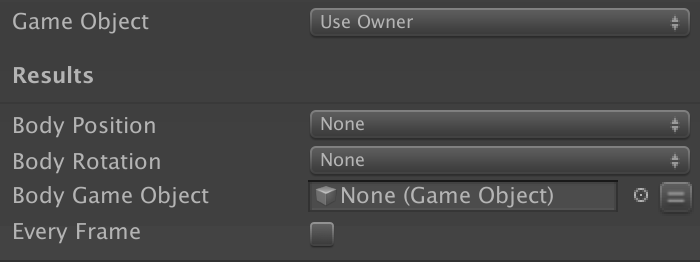 Game Object Use Owner
Results
Body Position None
Body Rotation None
Body Game Object None (Game Object)
Every Frame